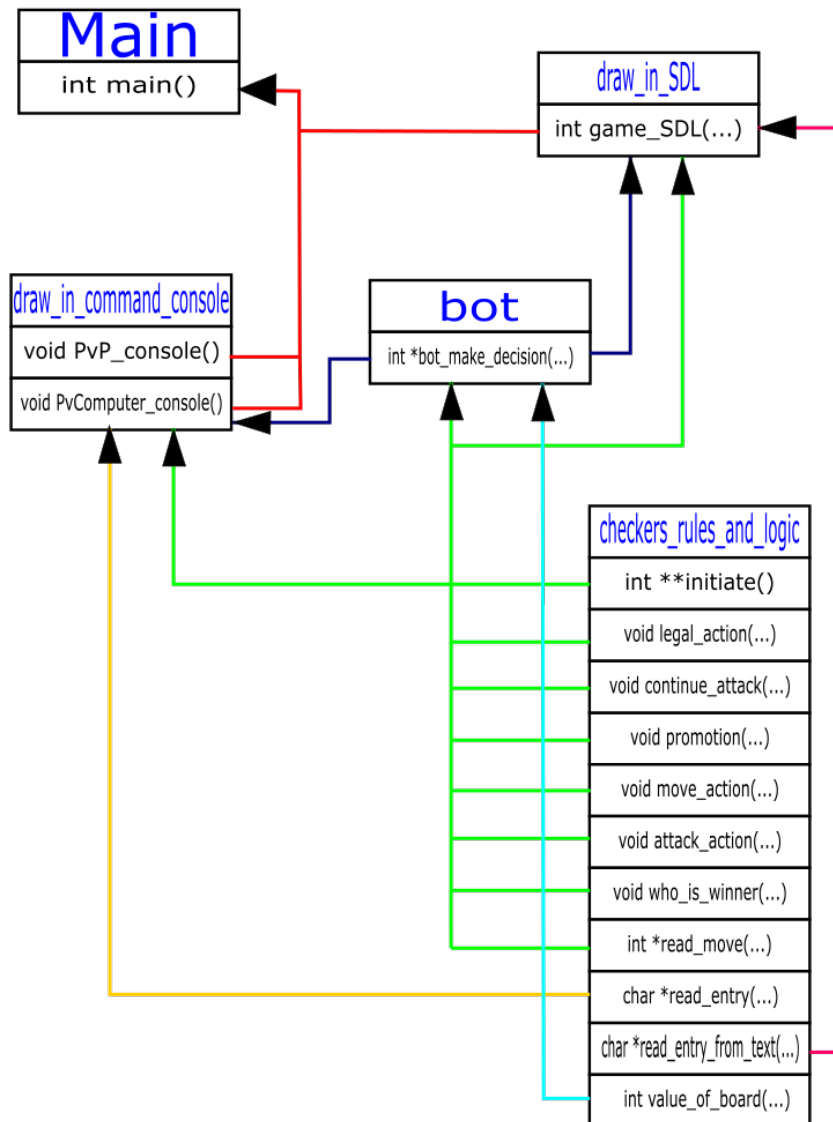 Main
int main()
draw_in_SDL
int game_SDL(...)
draw_in_command_console
void PvP_console()
void PvComputer_console()
bot
int *bot_make_decision(...)
checkers_rules_and_logic
int **initiate()
void legal_action(...)
void continue_attack(...)
void promotion(...)
void move_action(...)
void attack_action(...)
void who_is_winner(...)
int *read_move(...)
char *read_entry(...)
char *read_entry_from_text(...)
int value_of_board(...)